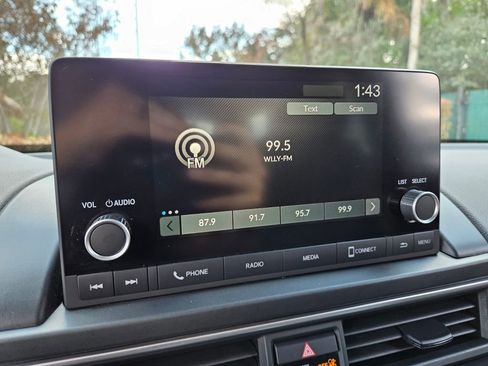 1:43
Text Scan
99.5
WLLY-FM
FM
LIST SELECT
VOL AUDIO
87.9 91.7 95.7 99.9
PHONE RADIO MEDIA CONNECT MENU